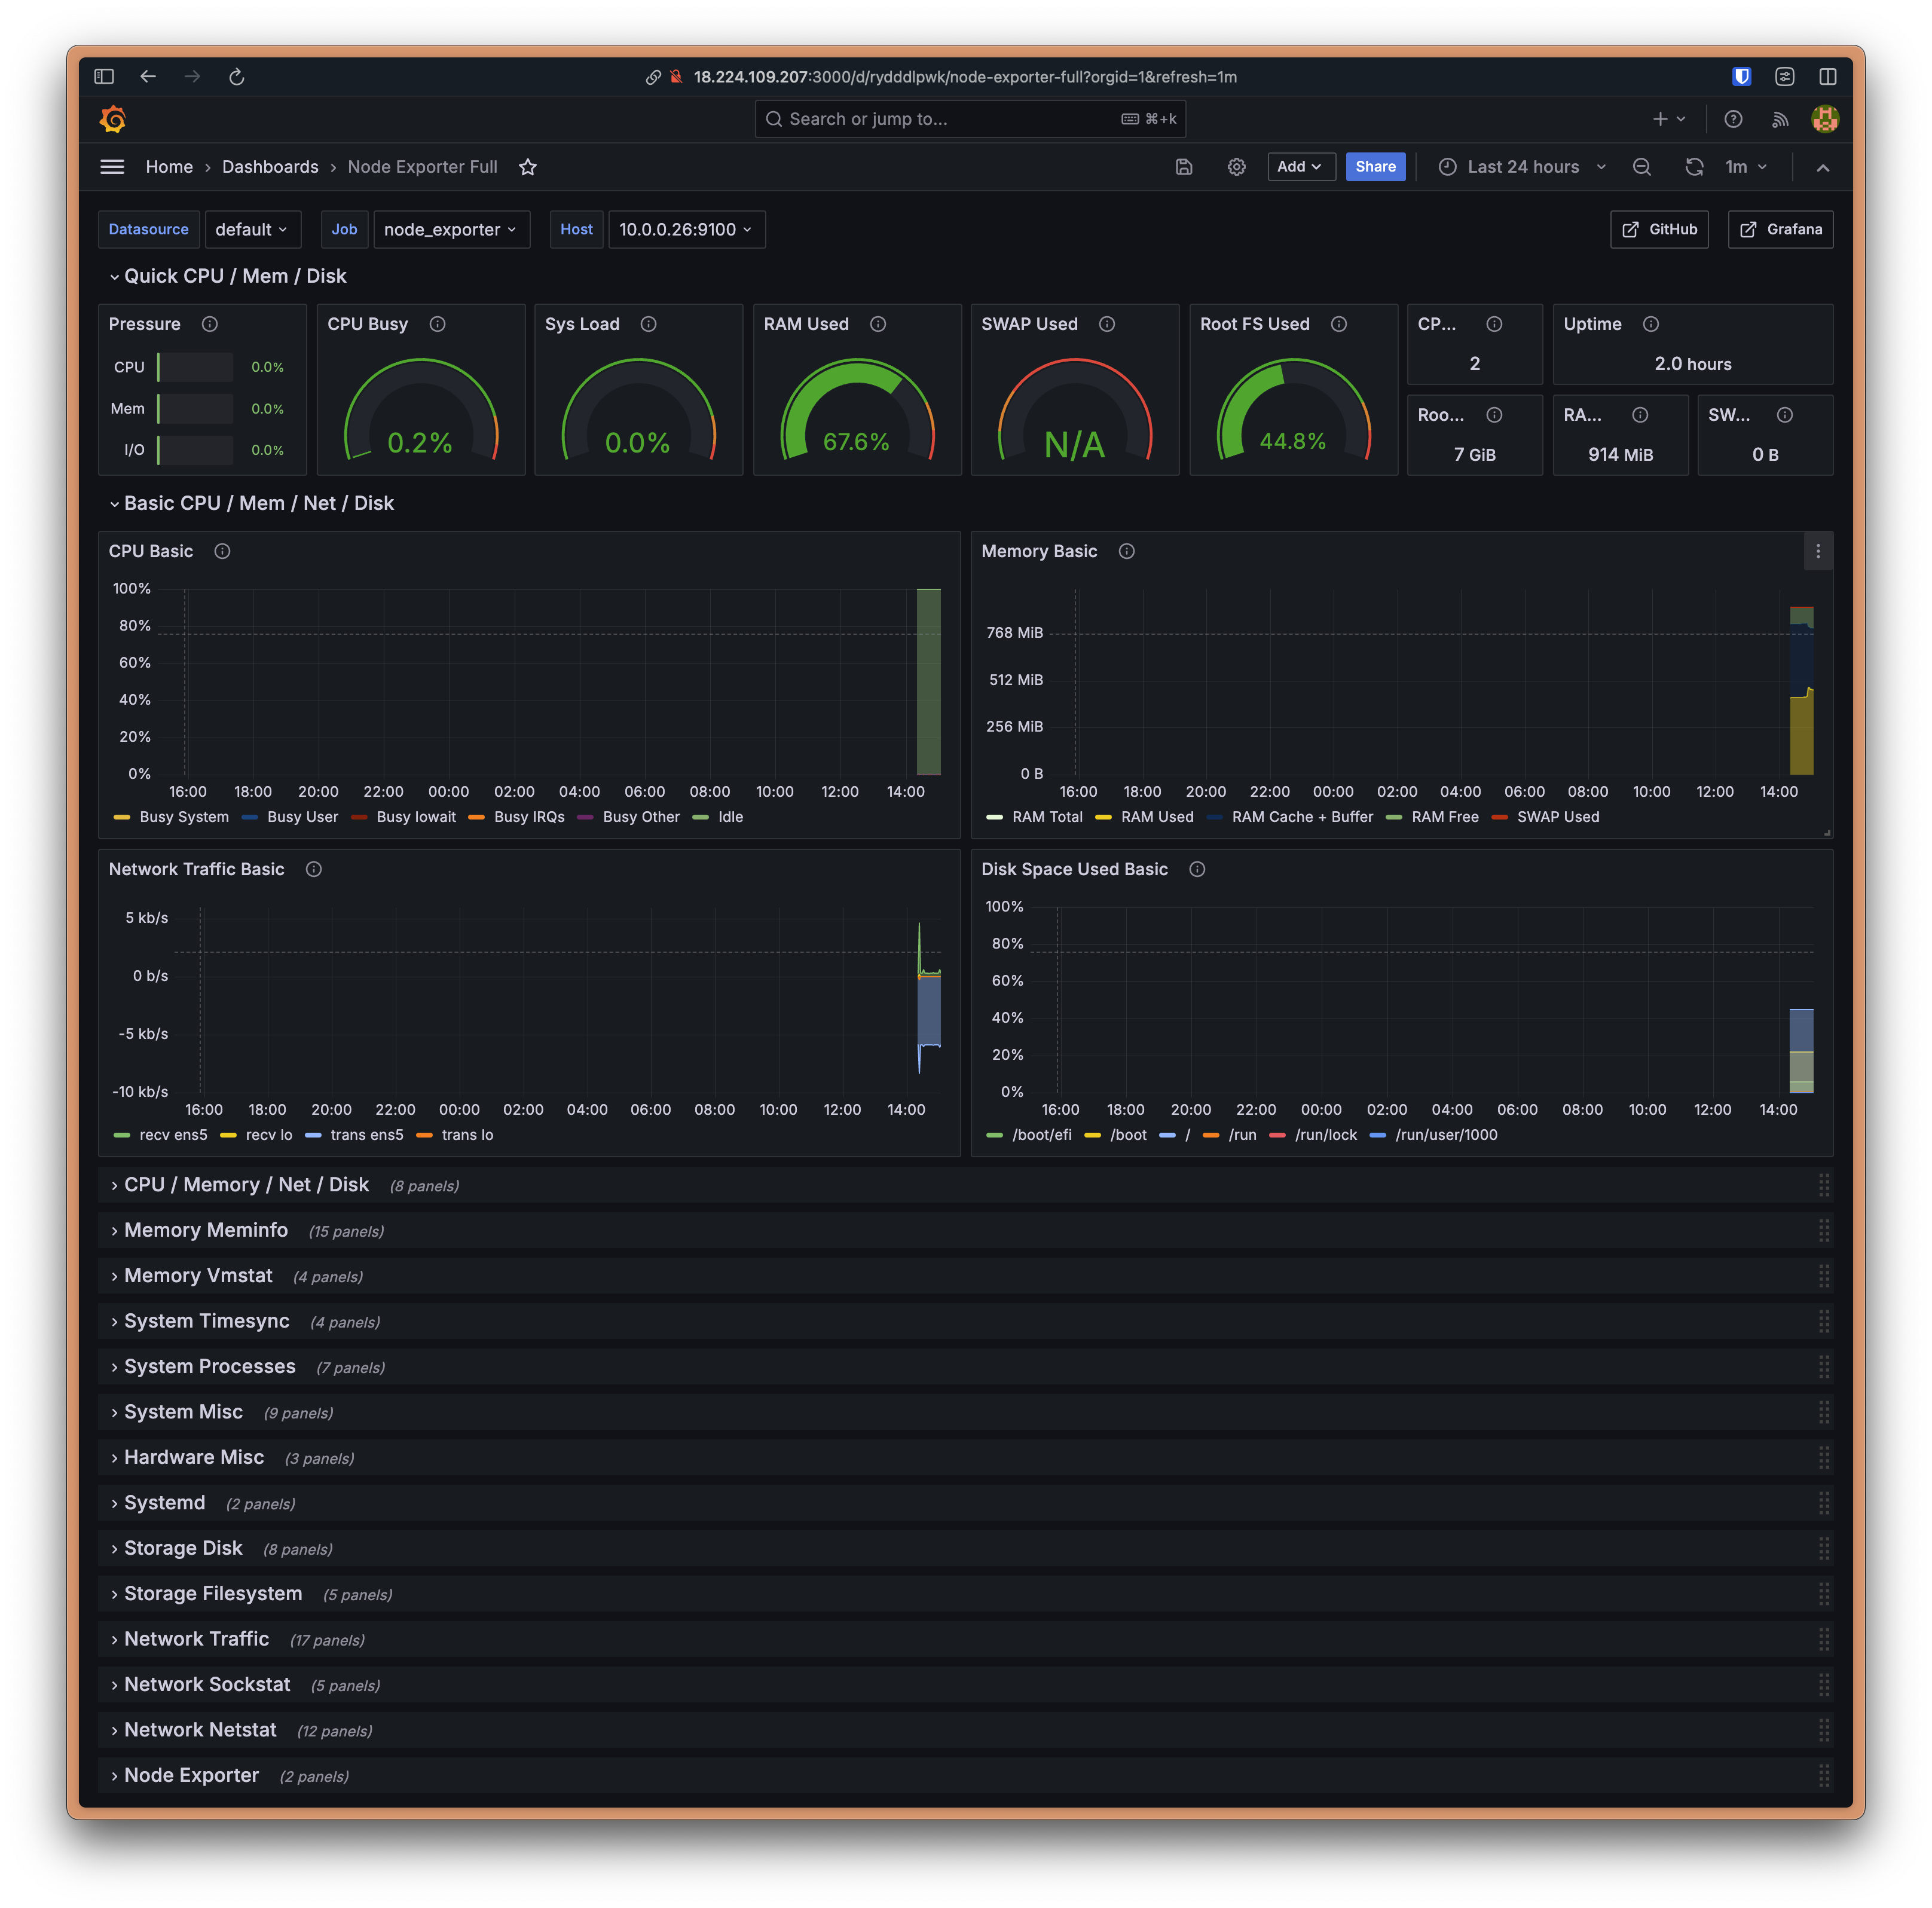 18.224.109.207:3000/d/rydddlpwk/node-exporter-full?orgid=1&refresh=1m
Search or jump to... ⌘+k
Home › Dashboards › Node Exporter Full Add Share Last 24 hours 1m
Datasource default Job node_exporter Host 10.0.0.26:9100 GitHub Grafana
Quick CPU / Mem / Disk
Pressure
CPU 0.0%
Mem 0.0%
I/O 0.0%
CPU Busy
0.2%
Sys Load
0.0%
RAM Used
67.6%
SWAP Used
N/A
Root FS Used
44.8%
CP...
2
Uptime
2.0 hours
Roo...
7 GiB
RA...
914 MiB
SW...
0 B
Basic CPU / Mem / Net / Disk
CPU Basic
100%
80%
60%
40%
20%
0%
16:00 18:00 20:00 22:00 00:00 02:00 04:00 06:00 08:00 10:00 12:00 14:00
Busy System Busy User Busy Iowait Busy IRQs Busy Other Idle
Memory Basic
768 MiB
512 MiB
256 MiB
0 B
16:00 18:00 20:00 22:00 00:00 02:00 04:00 06:00 08:00 10:00 12:00 14:00
RAM Total RAM Used RAM Cache + Buffer RAM Free SWAP Used
Network Traffic Basic
5 kb/s
0 b/s
-5 kb/s
-10 kb/s
16:00 18:00 20:00 22:00 00:00 02:00 04:00 06:00 08:00 10:00 12:00 14:00
recv ens5 recv lo trans ens5 trans lo
Disk Space Used Basic
100%
80%
60%
40%
20%
0%
16:00 18:00 20:00 22:00 00:00 02:00 04:00 06:00 08:00 10:00 12:00 14:00
/boot/efi /boot / /run /run/lock /run/user/1000
CPU / Memory / Net / Disk (8 panels)
Memory Meminfo (15 panels)
Memory Vmstat (4 panels)
System Timesync (4 panels)
System Processes (7 panels)
System Misc (9 panels)
Hardware Misc (3 panels)
Systemd (2 panels)
Storage Disk (8 panels)
Storage Filesystem (5 panels)
Network Traffic (17 panels)
Network Sockstat (5 panels)
Network Netstat (12 panels)
Node Exporter (2 panels)